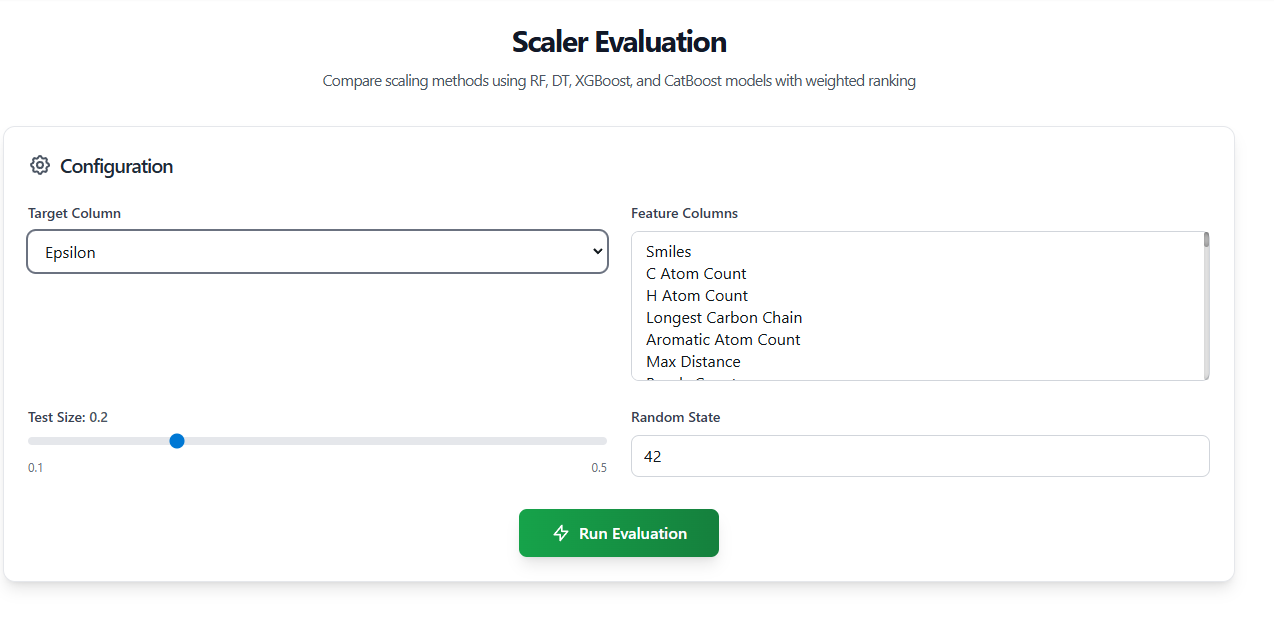 Scaler Evaluation
Compare scaling methods using RF, DT, XGBoost, and CatBoost models with weighted ranking
Configuration
Target Column
Epsilon
Feature Columns
Smiles
C Atom Count
H Atom Count
Longest Carbon Chain
Aromatic Atom Count
Max Distance
Test Size: 0.2
0.1
0.5
Random State
42
Run Evaluation